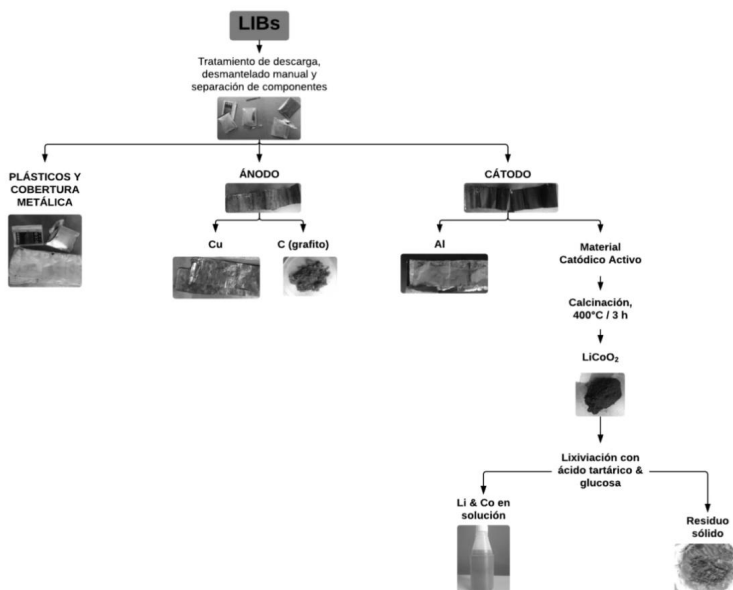 LIBs
Tratamiento de descarga,
desmantelado manual y
separación de componentes
PLÁSTICOS Y
COBERTURA
METÁLICA
ÁNODO
CÁTODO
Cu
C (grafito)
Al
Material
Catódico Activo
Calcinación,
400°C / 3 h
LiCoO₂
Lixiviación con
ácido tartárico &
glucosa
Li & Co en
solución
Residuo
sólido